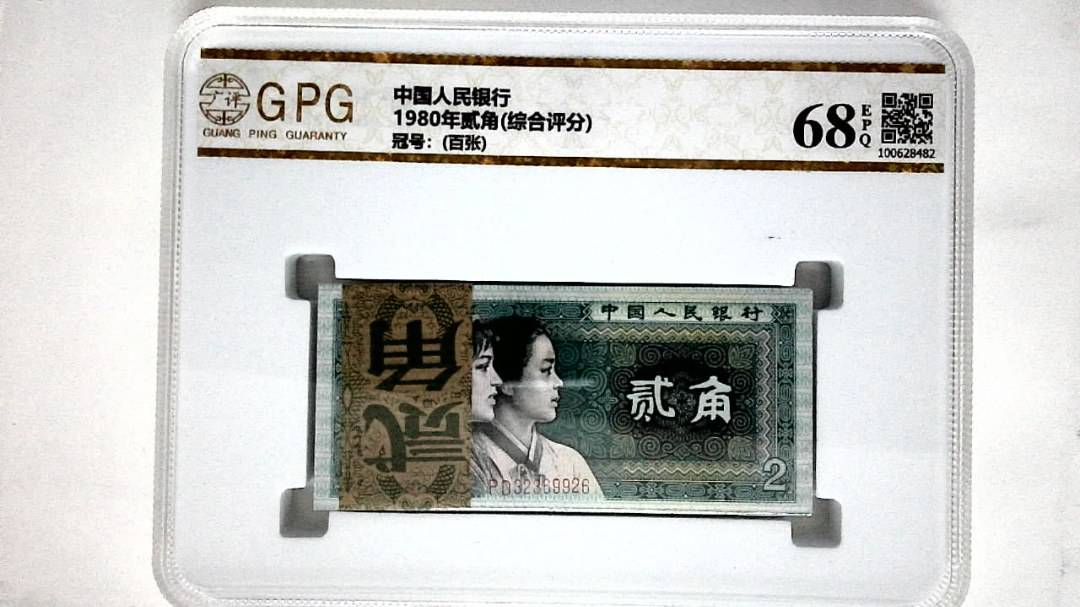 广评
GPG
GUANG PING GUARANTY
中国人民银行
1980年贰角(综合评分)
冠号：(百张)
68
EPQ
100628482
中国人民银行
贰角
贰角
PD32369926
2